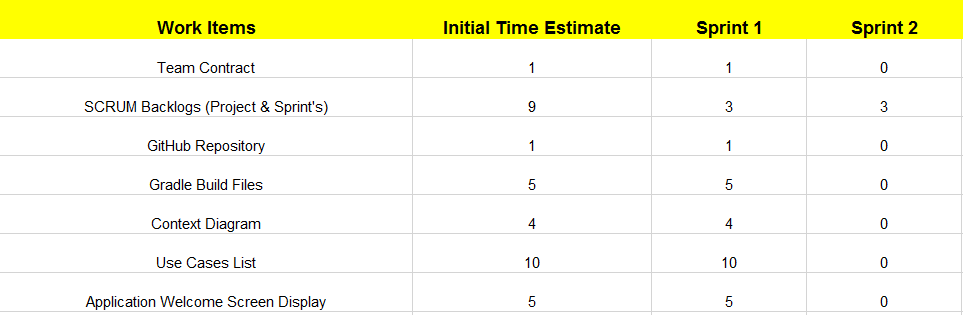 Work Items Initial Time Estimate Sprint 1 Sprint 2
Team Contract 1 1 0
SCRUM Backlogs (Project & Sprint's) 9 3 3
GitHub Repository 1 1 0
Gradle Build Files 5 5 0
Context Diagram 4 4 0
Use Cases List 10 10 0
Application Welcome Screen Display 5 5 0